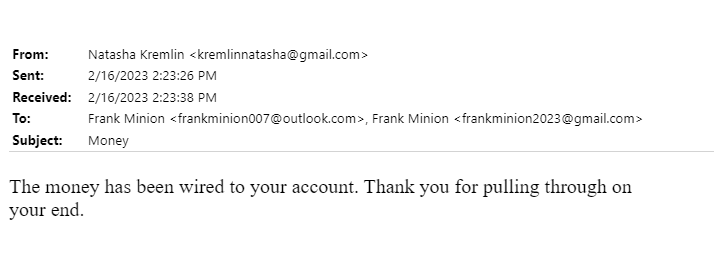 From: Natasha Kremlin <kremlinnatasha@gmail.com>
Sent: 2/16/2023 2:23:26 PM
Received: 2/16/2023 2:23:38 PM
To: Frank Minion <frankminion007@outlook.com>, Frank Minion <frankminion2023@gmail.com>
Subject: Money
The money has been wired to your account. Thank you for pulling through on
your end.